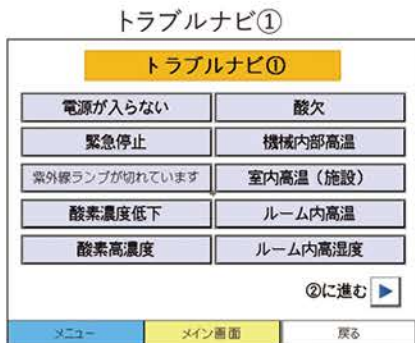 トラブルナビ①
トラブルナビ①
電源が入らない
酸欠
緊急停止
機械内部高温
紫外線ランプが切れています
室内高温（施設）
酸素濃度低下
ルーム内高温
酸素高濃度
ルーム内高湿度
②に進む
メニュー
メイン画面
戻る